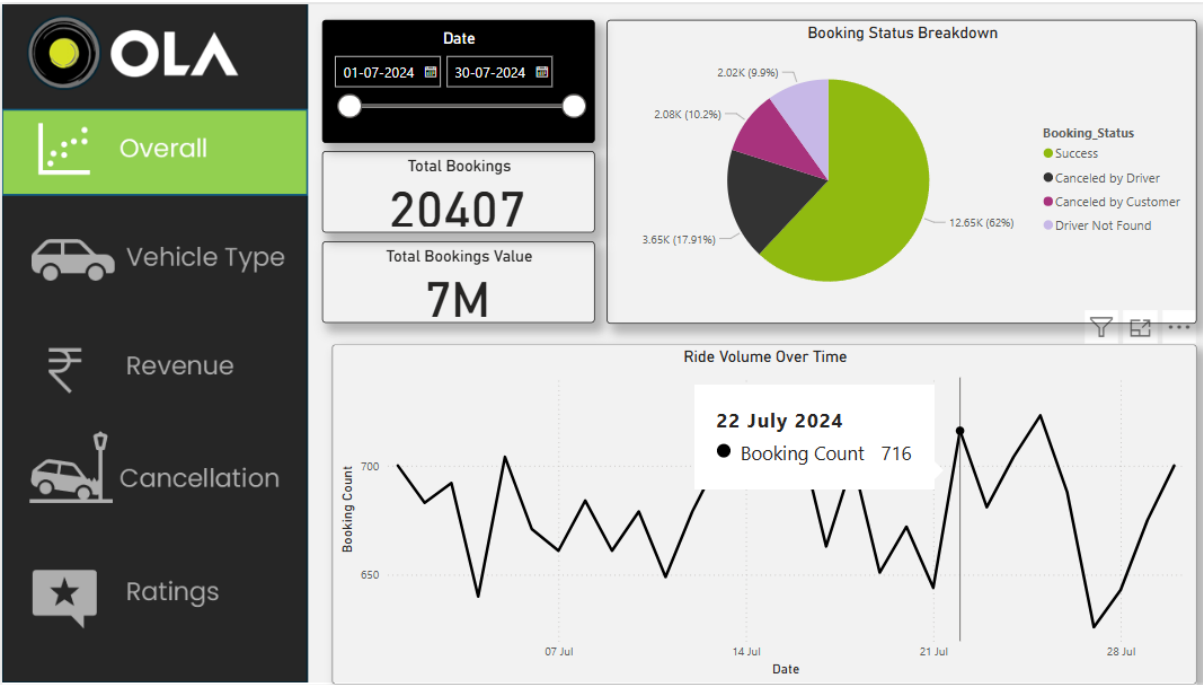 OLA
Overall
Vehicle Type
Revenue
Cancellation
Ratings
Date
01-07-2024
30-07-2024
Total Bookings
20407
Total Bookings Value
7M
Booking Status Breakdown
2.02K (9.9%)
2.08K (10.2%)
3.65K (17.91%)
12.65K (62%)
Booking_Status
Success
Canceled by Driver
Canceled by Customer
Driver Not Found
Ride Volume Over Time
22 July 2024
Booking Count 716
Booking Count
700
650
07 Jul
14 Jul
21 Jul
28 Jul
Date